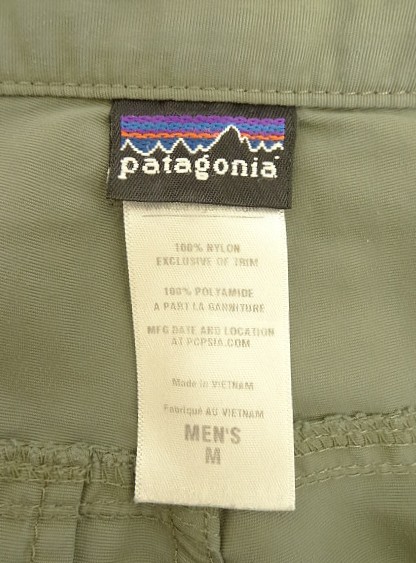 patagonia
100% NYLON
EXCLUSIVE OF TRIM
100% POLYAMIDE
A PART LA GARNITURE
MFG DATE AND LOCATION
AT PCPSIA.COM
Made in VIETNAM
Fabriqué AU VIETNAM
MEN'S
M